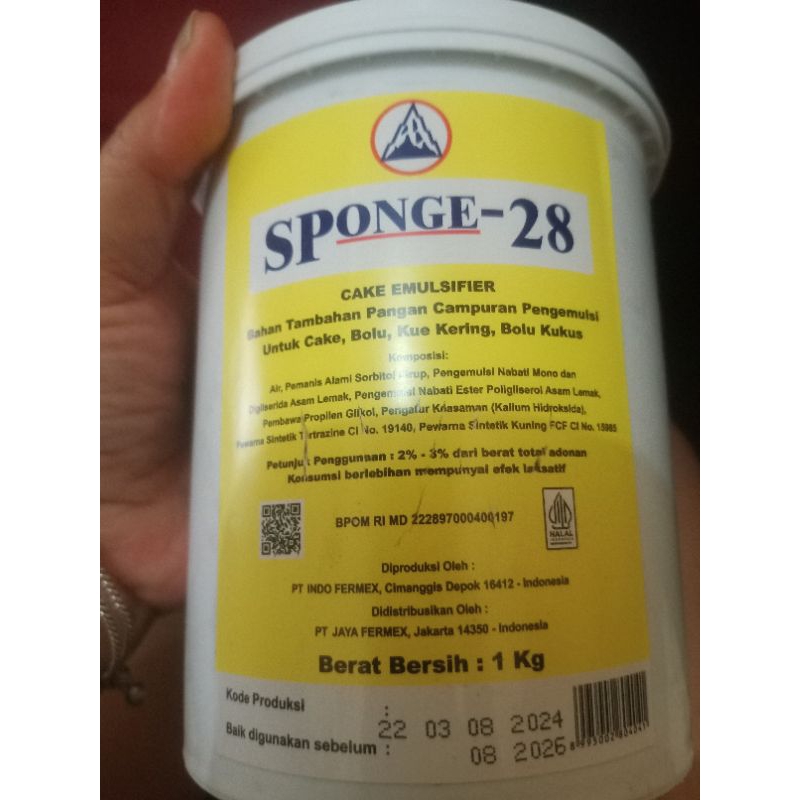 SPONGE-28
CAKE EMULSIFIER
Bahan Tambahan Pangan Campuran Pengemulsi
Untuk Cake, Bolu, Kue Kering, Bolu Kukus
Komposisi:
Air, Pemanis Alami Sorbitol Sirup, Pengemulsi Nabati Mono dan
Digliserida Asam Lemak, Pengemulsi Nabati Ester Poligliserol Asam Lemak,
Pembawa Propilen Glikol, Pengatur Keasaman (Kalium Hidroksida),
Pewarna Sintetik Tartrazine CI No. 19140, Pewarna Sintetik Kuning FCF CI No. 15985
Petunjuk Penggunaan : 2% - 3% dari berat total adonan
Konsumsi berlebihan mempunyai efek laksatif
BPOM RI MD 222897000400197
HALAL
Diproduksi Oleh :
PT INDO FERMEX, Cimanggis Depok 16412 - Indonesia
Didistribusikan Oleh :
PT JAYA FERMEX, Jakarta 14350 - Indonesia
Berat Bersih : 1 Kg
Kode Produksi :
22 03 08 2024
Baik digunakan sebelum : 08 2026